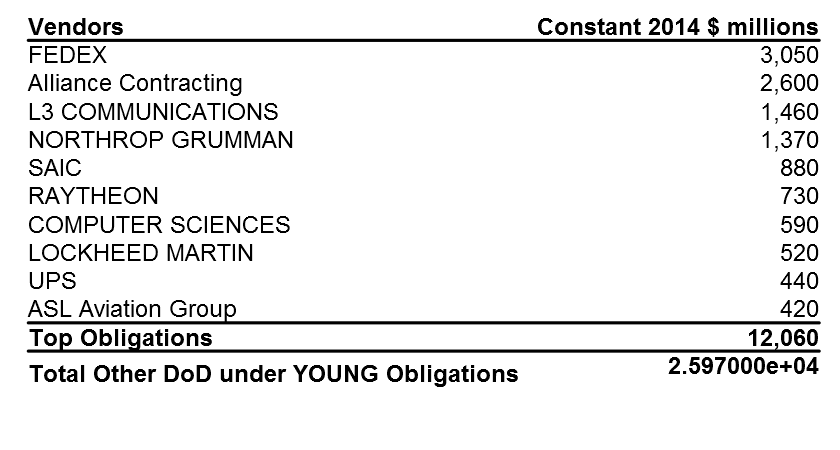 Vendors Constant 2014 $ millions
FEDEX 3,050
Alliance Contracting 2,600
L3 COMMUNICATIONS 1,460
NORTHROP GRUMMAN 1,370
SAIC 880
RAYTHEON 730
COMPUTER SCIENCES 590
LOCKHEED MARTIN 520
UPS 440
ASL Aviation Group 420
Top Obligations 12,060
Total Other DoD under YOUNG Obligations 2.597000e+04